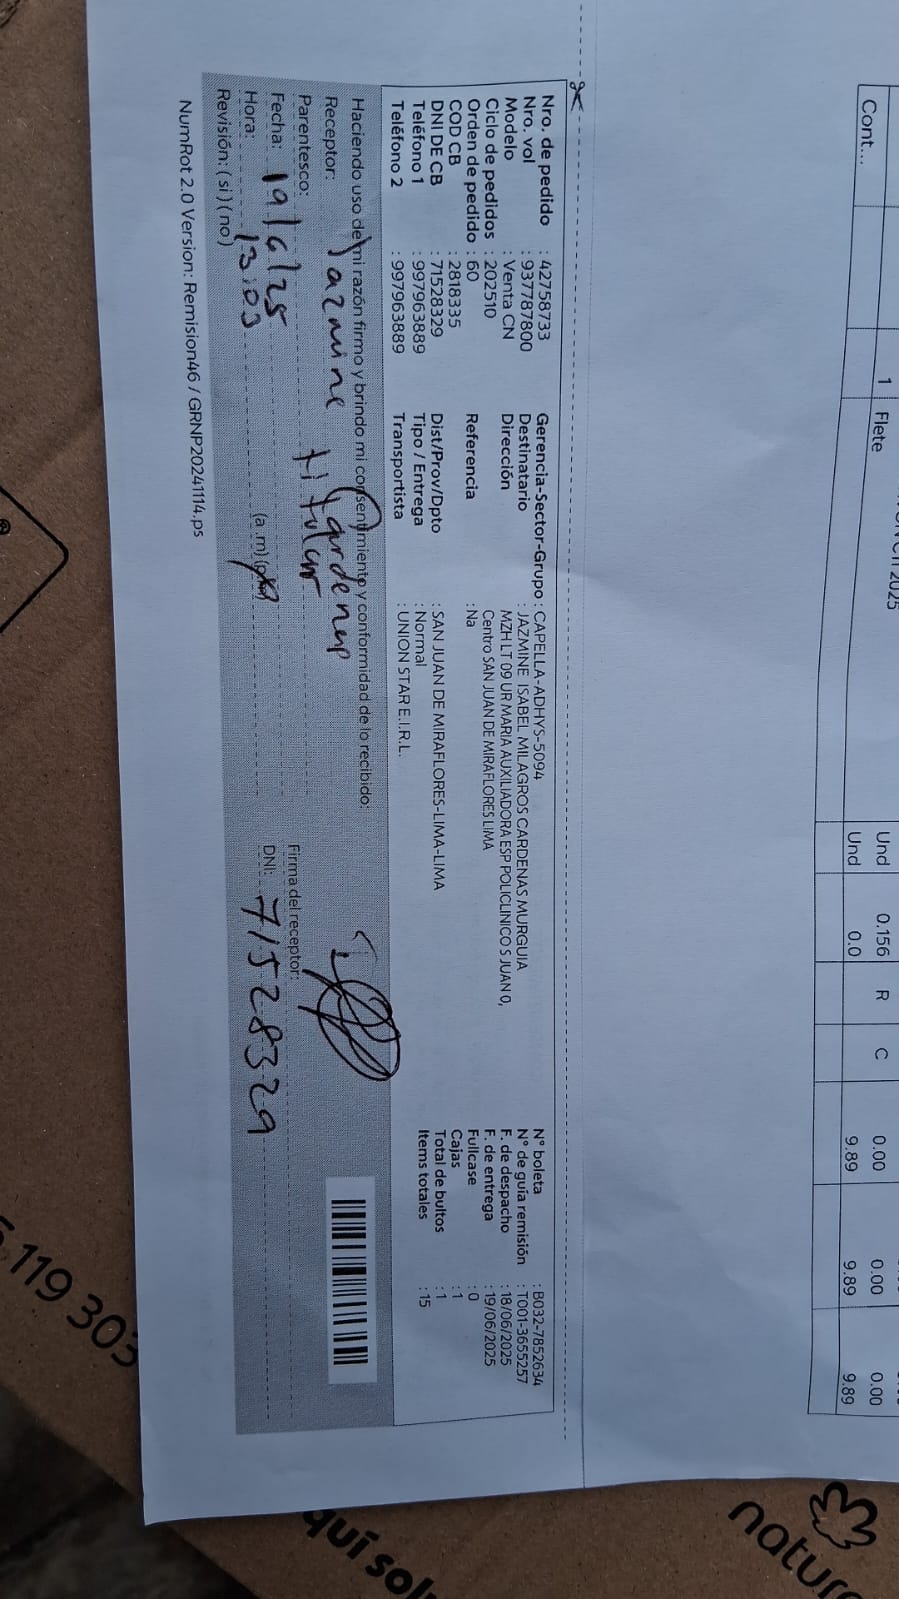 CN CTI 2025
1 Flete Und 0.156 R C 0.00 0.00 0.00
Cont... Und 0.0 9.89 9.89 9.89
Nro. de pedido : 42758733
Nro. vol : 937787800
Modelo : Venta CN
Ciclo de pedidos : 202510
Orden de pedido : 60
COD CB : 2818335
DNI DE CB : 71528329
Teléfono 1 : 997963889
Teléfono 2 : 997963889
Gerencia-Sector-Grupo : CAPELLA-ADHYS-5094
Destinatario : JAZMINE ISABEL MILAGROS CARDENAS MURGUIA
Dirección MZH LT 09 UR MARIA AUXILIADORA ESP POLICLINICO S JUAN 0,
Centro SAN JUAN DE MIRAFLORES LIMA
Referencia : Na
Dist/Prov/Dpto : SAN JUAN DE MIRAFLORES-LIMA-LIMA
Tipo / Entrega : Normal
Transportista : UNION STAR E.I.R.L.
N° boleta : B032-7852634
N° de guía remisión : T001-3655257
F. de despacho : 18/06/2025
F. de entrega : 19/06/2025
Fullcase : 0
Cajas : 1
Total de bultos : 1
Items totales : 15
Haciendo uso de mi razón firmo y brindo mi consentimiento y conformidad de lo recibido:
Receptor: Jazmine Cardenas
Parentesco: titular
Fecha: 19/6/25
Hora: 13:03 (a.m)
Revisión: ( si ) ( no )
Firma del receptor:
DNI: 71528329
NumRot 2.0 Version: Remision46 / GRNP20241114.ps
119 303
quí sol
natur